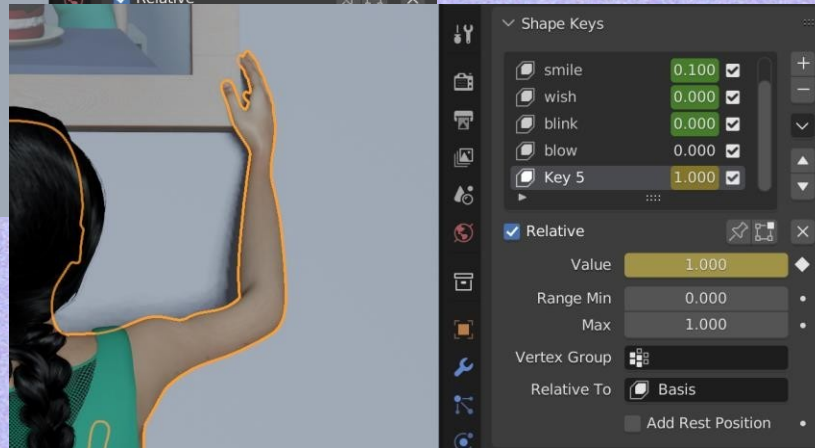 Relative
Shape Keys
smile 0.100
wish 0.000
blink 0.000
blow 0.000
Key 5 1.000
Relative
Value 1.000
Range Min 0.000
Max 1.000
Vertex Group
Relative To Basis
Add Rest Position